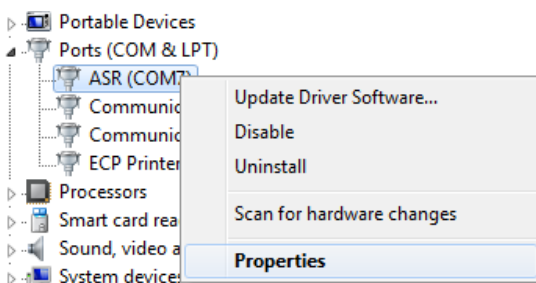 Portable Devices
Ports (COM & LPT)
ASR (COM7)
Communic
Communic
ECP Printer
Processors
Smart card rea
Sound, video a
System devices
Update Driver Software...
Disable
Uninstall
Scan for hardware changes
Properties